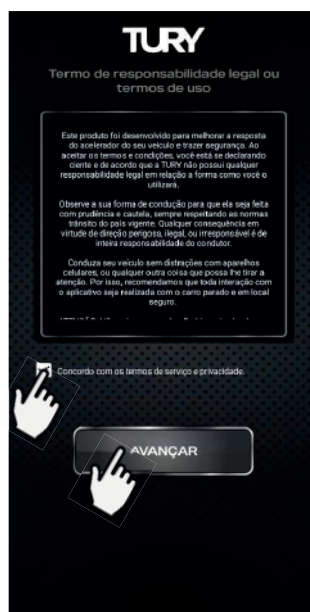 TURY
Termo de responsabilidade legal ou
termos de uso
Este produto foi desenvolvido para melhorar a resposta
do acelerador do seu veículo e trazer segurança. Ao
aceitar os termos e condições, você está se declarando
ciente e de acordo que a TURY não possui qualquer
responsabilidade legal em relação a forma como você o
utilizará.
Observe a sua forma de condução para que ela seja feita
com prudência e cautela, sempre respeitando as normas
trânsito do país vigente. Qualquer consequência em
virtude de direção perigosa, ilegal, ou irresponsável é de
inteira responsabilidade do condutor.
Conduza seu veículo sem distrações com aparelhos
celulares, ou qualquer outra coisa que possa lhe tirar a
atenção. Por isso, recomendamos que toda interação com
o aplicativo seja realizada com o carro parado e em local
seguro.
Concordo com os termos de serviço e privacidade.
AVANÇAR